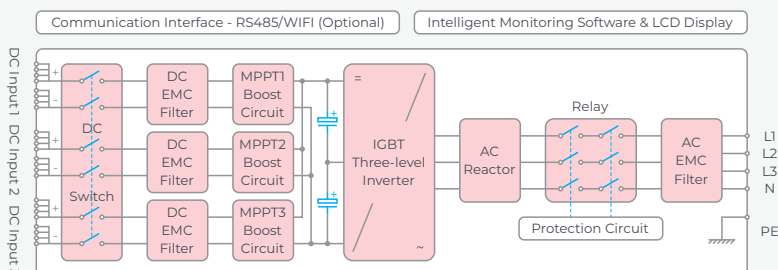 Communication Interface - RS485/WIFI (Optional)
Intelligent Monitoring Software & LCD Display
DC Input 1
DC Input 2
DC Input
+
-
+
-
+
-
DC
Switch
DC
EMC
Filter
DC
EMC
Filter
DC
EMC
Filter
MPPT1
Boost
Circuit
MPPT2
Boost
Circuit
MPPT3
Boost
Circuit
+
+
=
IGBT
Three-level
Inverter
~
AC
Reactor
Relay
Protection Circuit
AC
EMC
Filter
L1
L2
L3
N
PE